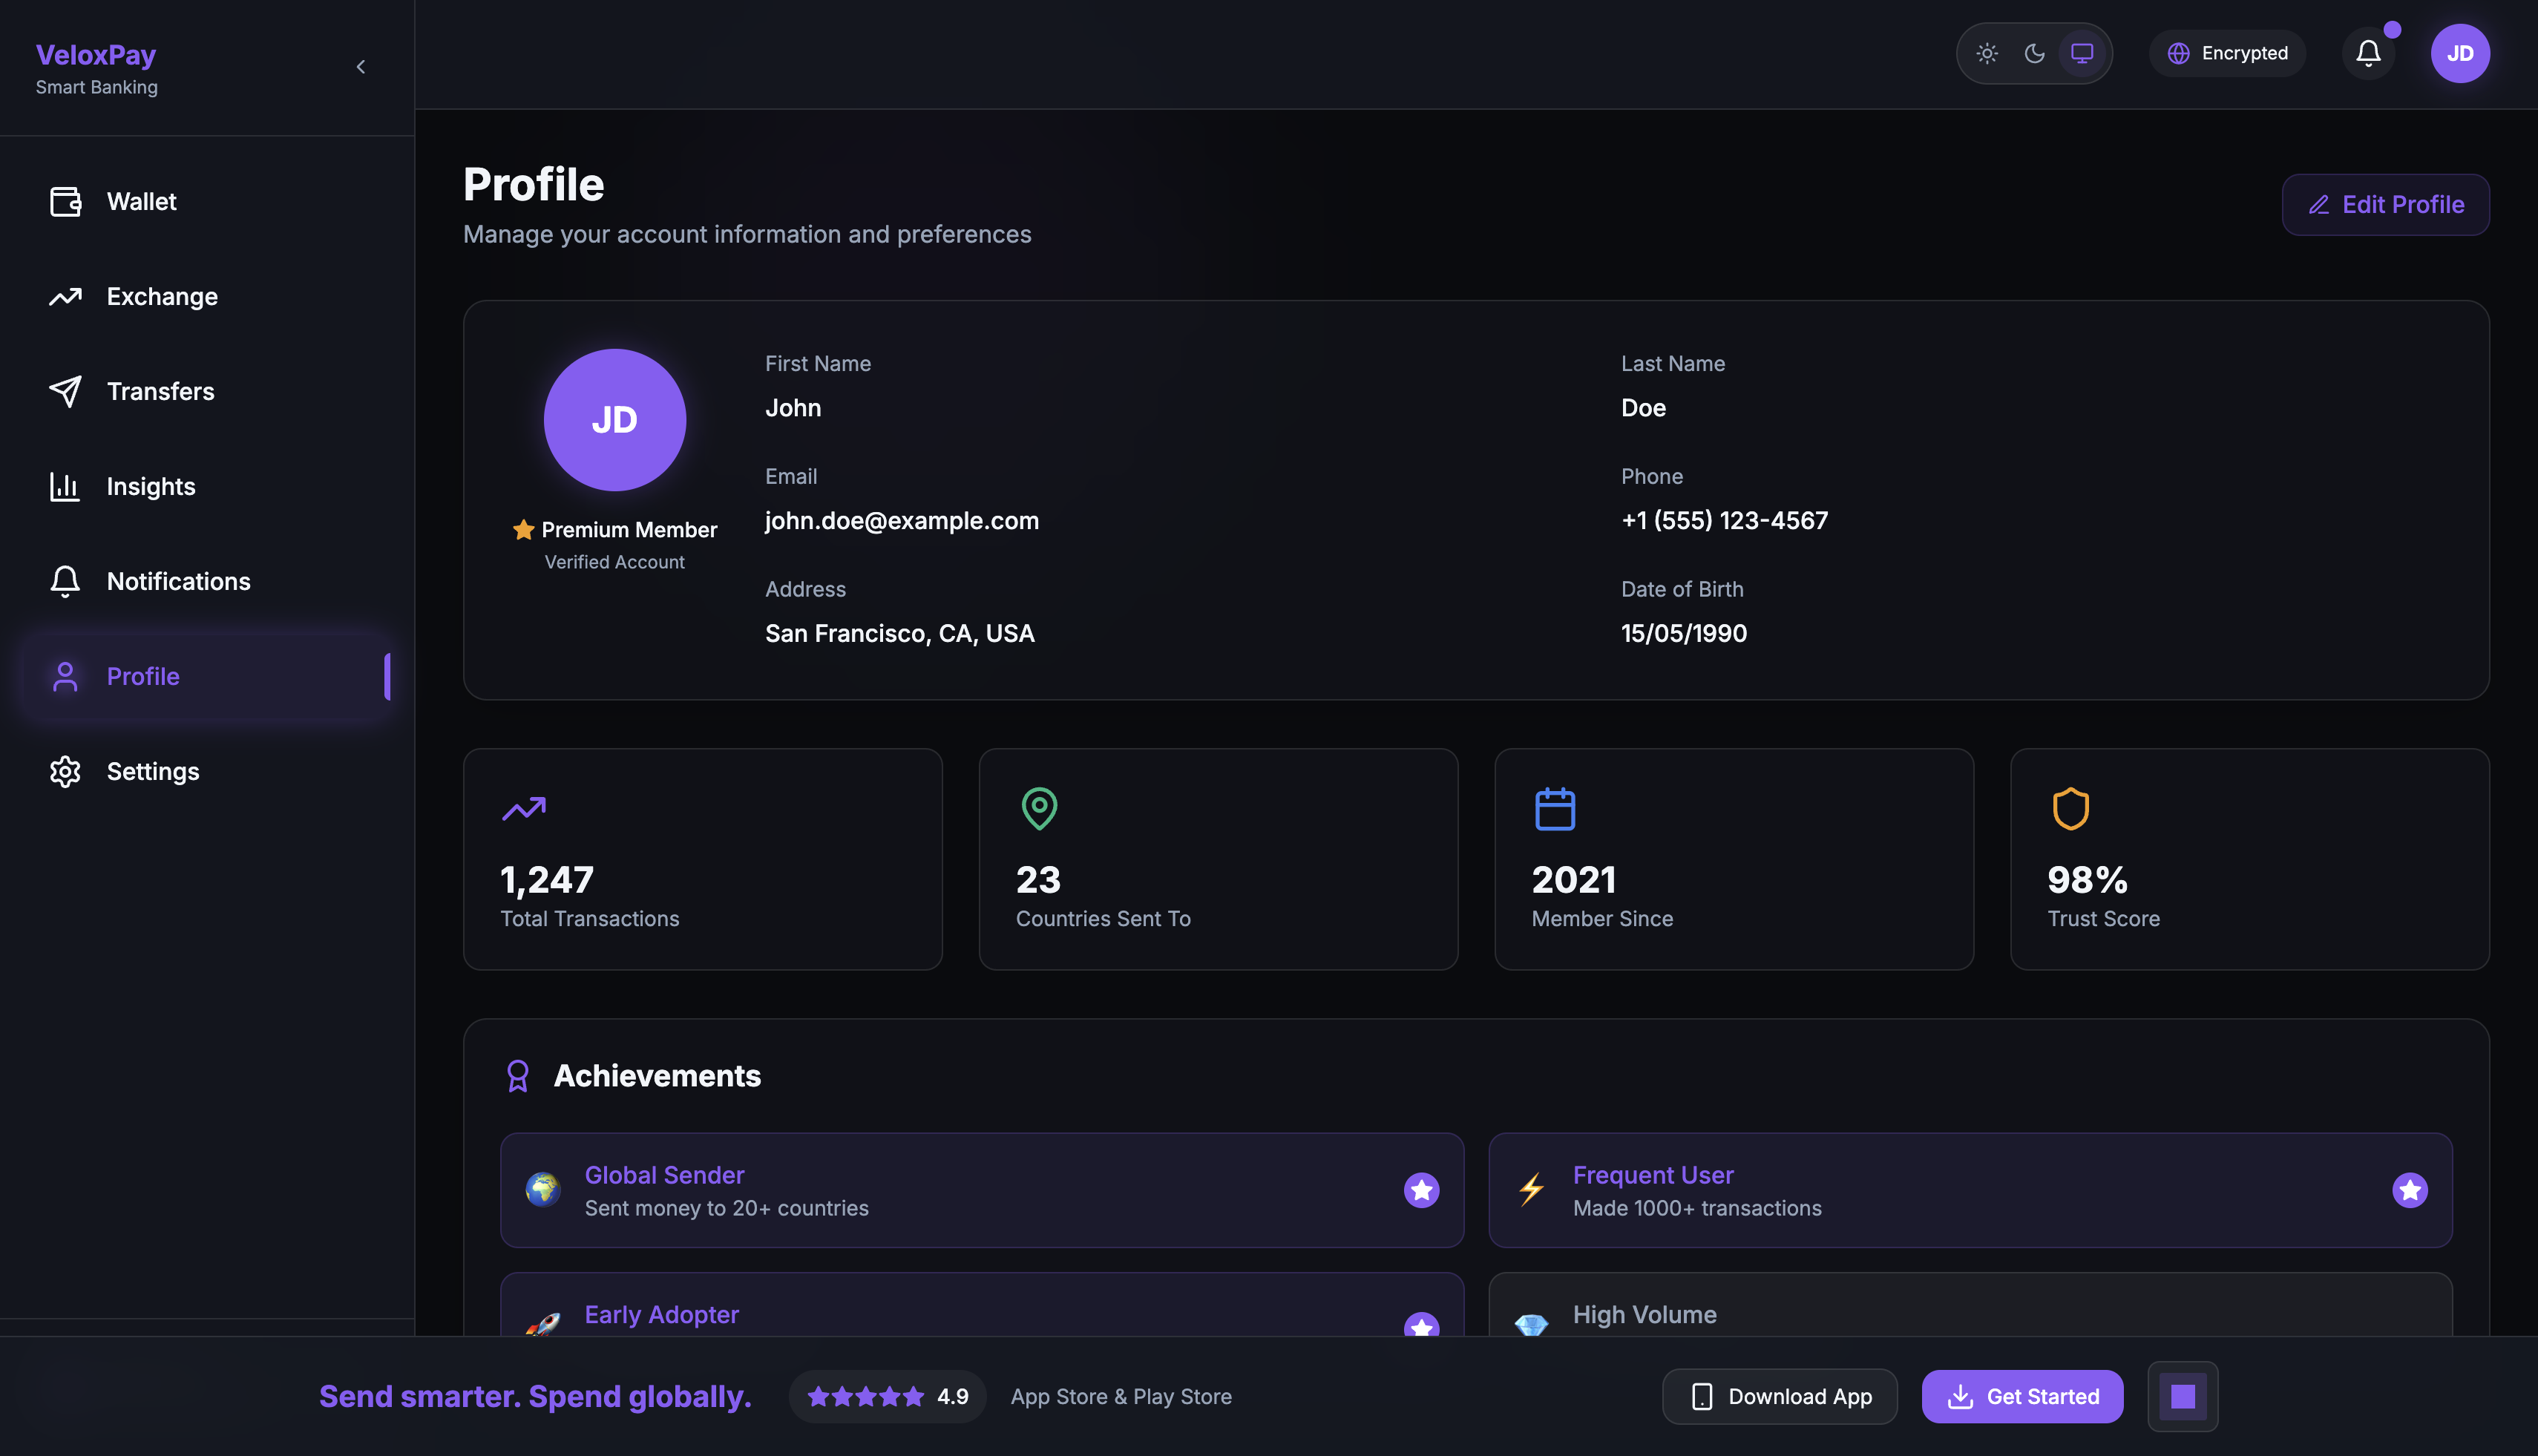 VeloxPay
Smart Banking
Wallet
Exchange
Transfers
Insights
Notifications
Profile
Settings
Encrypted
JD
Profile
Manage your account information and preferences
Edit Profile
JD
Premium Member
Verified Account
First Name
John
Last Name
Doe
Email
john.doe@example.com
Phone
+1 (555) 123-4567
Address
San Francisco, CA, USA
Date of Birth
15/05/1990
1,247
Total Transactions
23
Countries Sent To
2021
Member Since
98%
Trust Score
Achievements
Global Sender
Sent money to 20+ countries
Frequent User
Made 1000+ transactions
Early Adopter
High Volume
Send smarter. Spend globally.
4.9
App Store & Play Store
Download App
Get Started